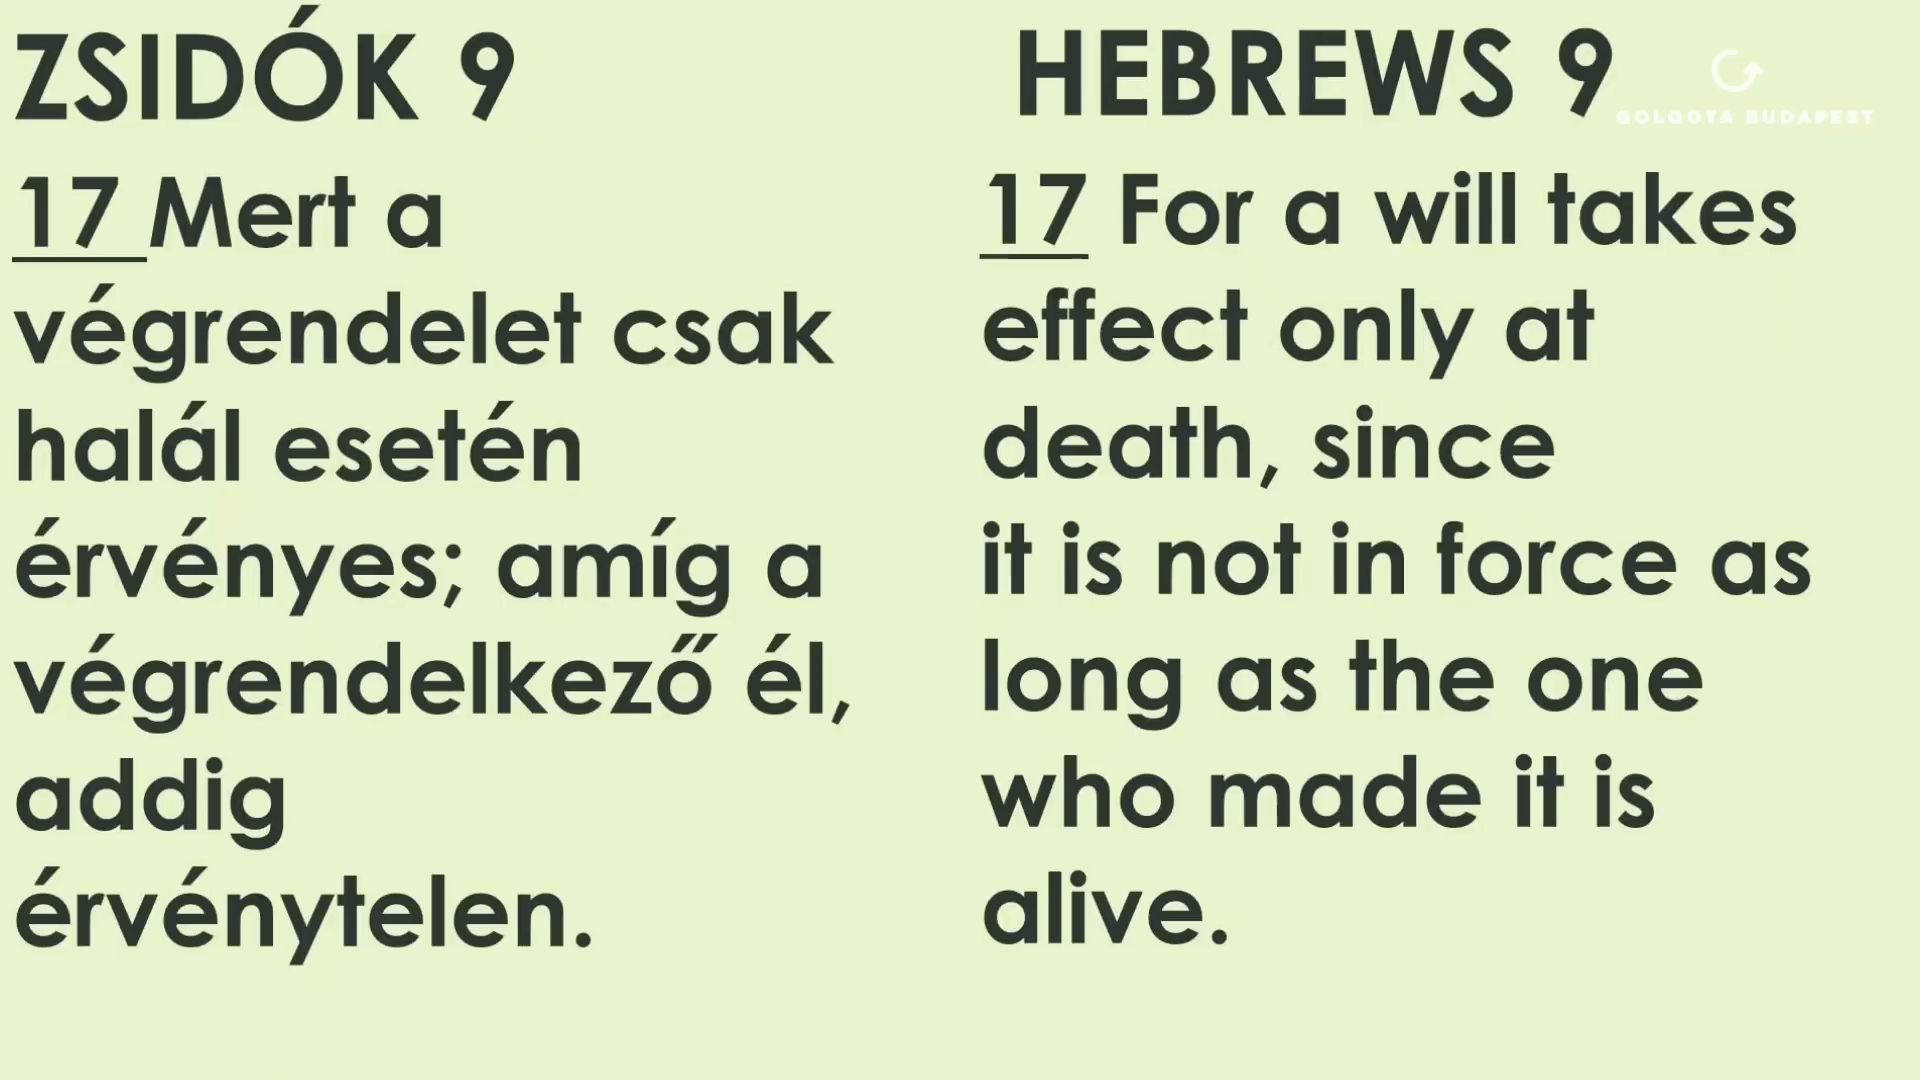 ZSIDÓK 9
17 Mert a
végrendelet csak
halál esetén
érvényes; amíg a
végrendelkező él,
addig
érvénytelen.
HEBREWS 9
17 For a will takes
effect only at
death, since
it is not in force as
long as the one
who made it is
alive.
GOLGOTA BUDAPEST